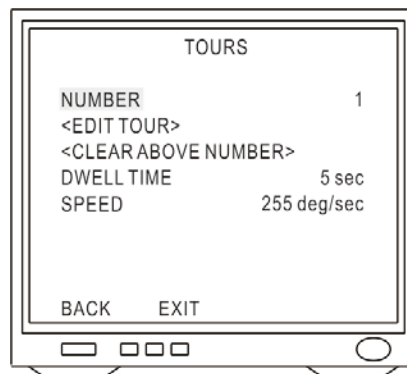 TOURS
NUMBER 1
<EDIT TOUR>
<CLEAR ABOVE NUMBER>
DWELL TIME 5 sec
SPEED 255 deg/sec
BACK EXIT